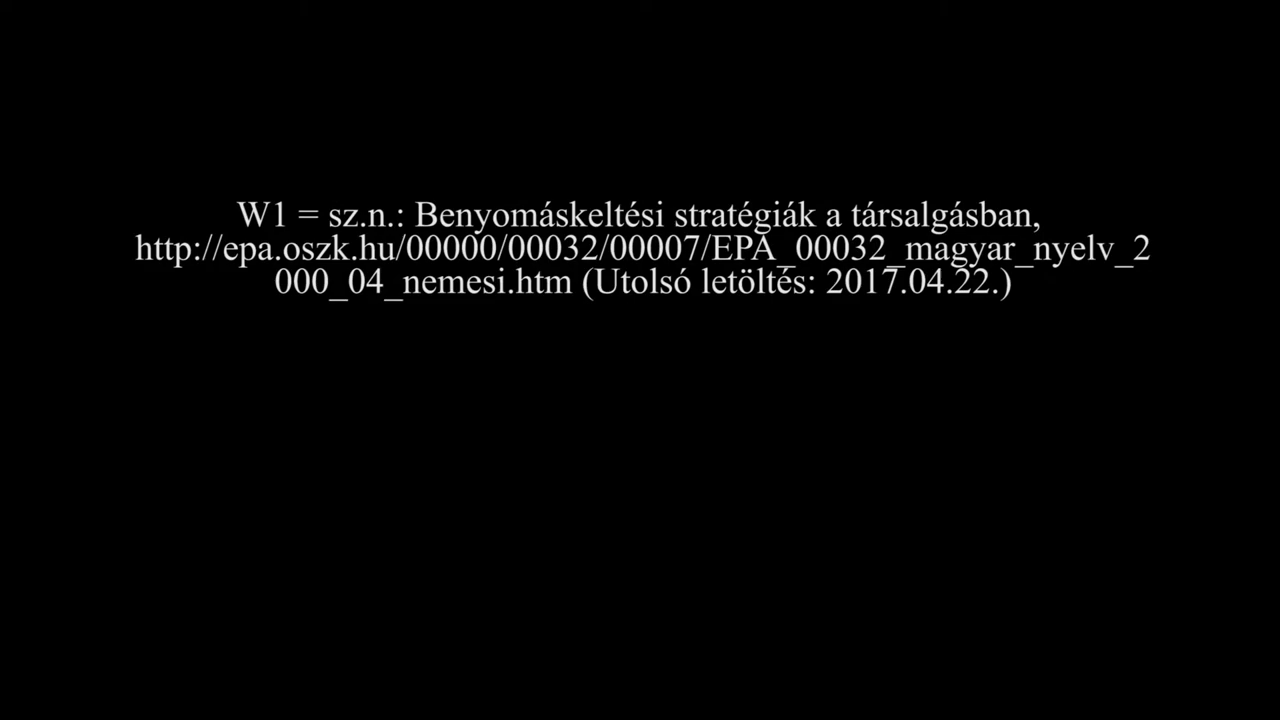 W1 = sz.n.: Benyomáskeltési stratégiák a társalgásban,
http://epa.oszk.hu/00000/00032/00007/EPA_00032_magyar_nyelv_2
000_04_nemesi.htm (Utolsó letöltés: 2017.04.22.)